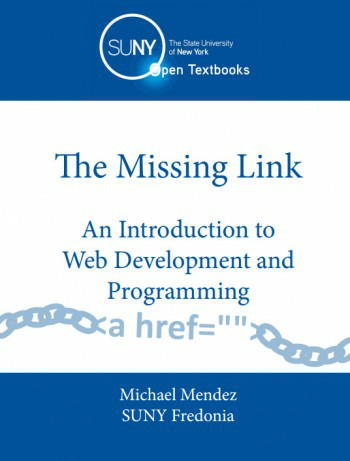 SUNY
The State University
of New York
Open Textbooks
The Missing Link
An Introduction to
Web Development and
Programming
<a href="">
Michael Mendez
SUNY Fredonia